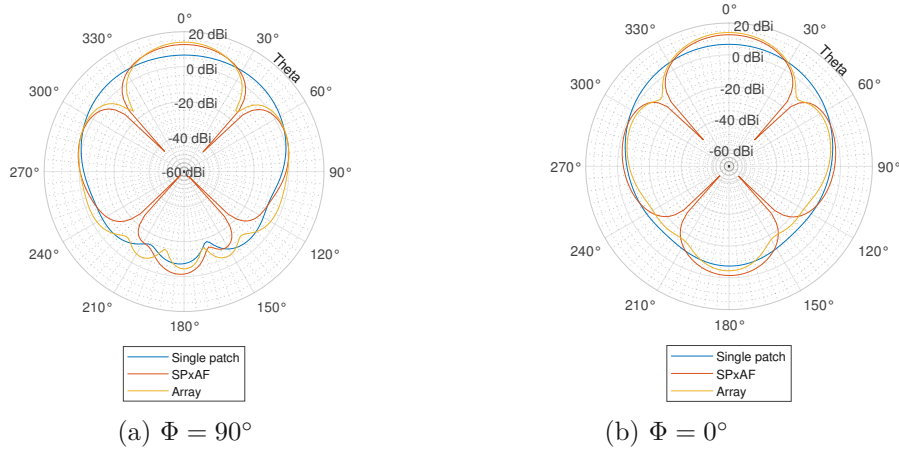 0°
330°
20 dBi
30°
Theta
300°
0 dBi
60°
-20 dBi
-40 dBi
270°
-60 dBi
90°
240°
120°
210°
150°
180°
Single patch
SPxAF
Array
(a) Φ = 90°
0°
330°
20 dBi
30°
Theta
300°
0 dBi
60°
-20 dBi
-40 dBi
270°
-60 dBi
90°
240°
120°
210°
150°
180°
Single patch
SPxAF
Array
(b) Φ = 0°